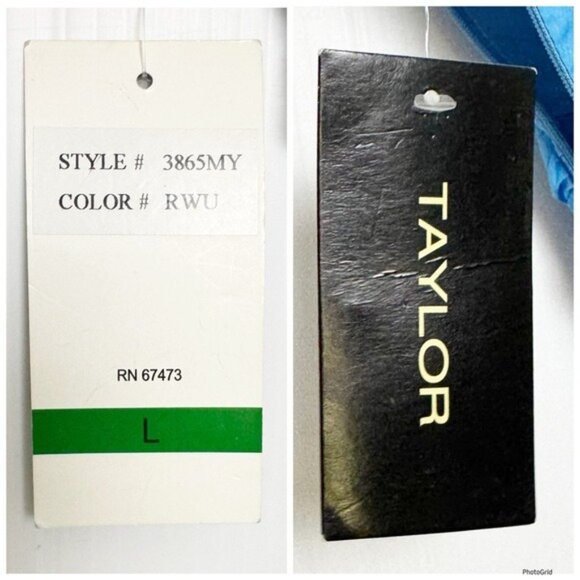 STYLE # 3865MY
COLOR # RWU
RN 67473
L
TAYLOR
PhotoGrid